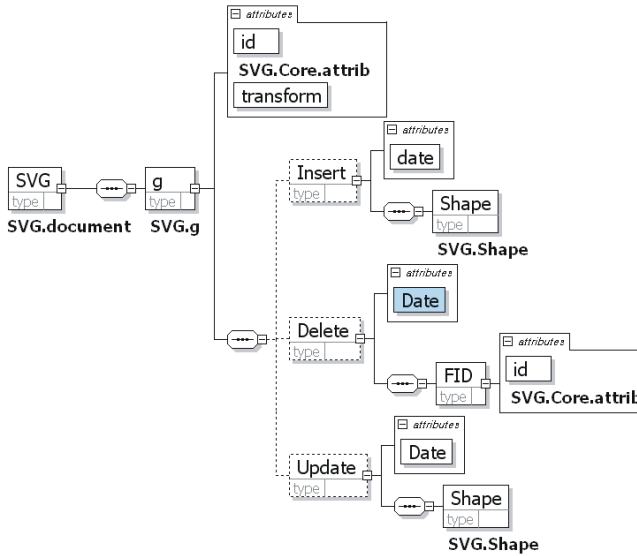 attributes
id
SVG.Core.attrib
transform
SVG
type
SVG.document
g
type
SVG.g
Insert
type
attributes
date
Shape
type
SVG.Shape
Delete
type
attributes
Date
FID
type
attributes
id
SVG.Core.attrib
Update
type
attributes
Date
Shape
type
SVG.Shape